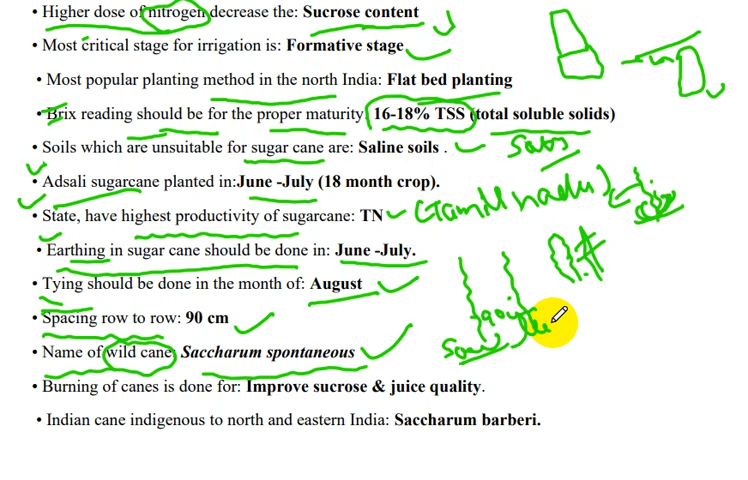 • Higher dose of nitrogen decrease the: Sucrose content
• Most critical stage for irrigation is: Formative stage
• Most popular planting method in the north India: Flat bed planting
• Brix reading should be for the proper maturity: 16-18% TSS (total soluble solids)
• Soils which are unsuitable for sugar cane are: Saline soils .
• Adsali sugarcane planted in:June -July (18 month crop).
• State, have highest productivity of sugarcane: TN (Tamil nadu)
• Earthing in sugar cane should be done in: June -July.
• Tying should be done in the month of: August
• Spacing row to row: 90 cm
• Name of wild cane: Saccharum spontaneous
• Burning of canes is done for: Improve sucrose & juice quality.
• Indian cane indigenous to north and eastern India: Saccharum barberi.